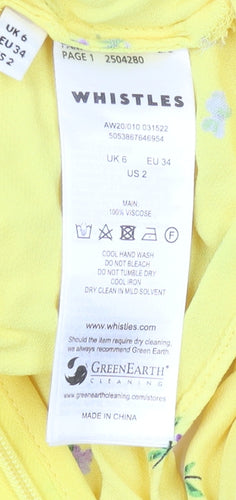 UK 6
EU 34
US 2
PAGE 1 2504280
WHISTLES
AW20/010 031522
5053867646954
UK 6 EU 34
US 2
MAIN:
100% VISCOSE
F
COOL HAND WASH
DO NOT BLEACH
DO NOT TUMBLE DRY
COOL IRON
DRY CLEAN IN MILD SOLVENT
www.whistles.com
Should the item require dry cleaning,
we always recommend Green Earth.
GREENEARTH®
CLEANING
greenearthcleaning.com/stores
MADE IN CHINA